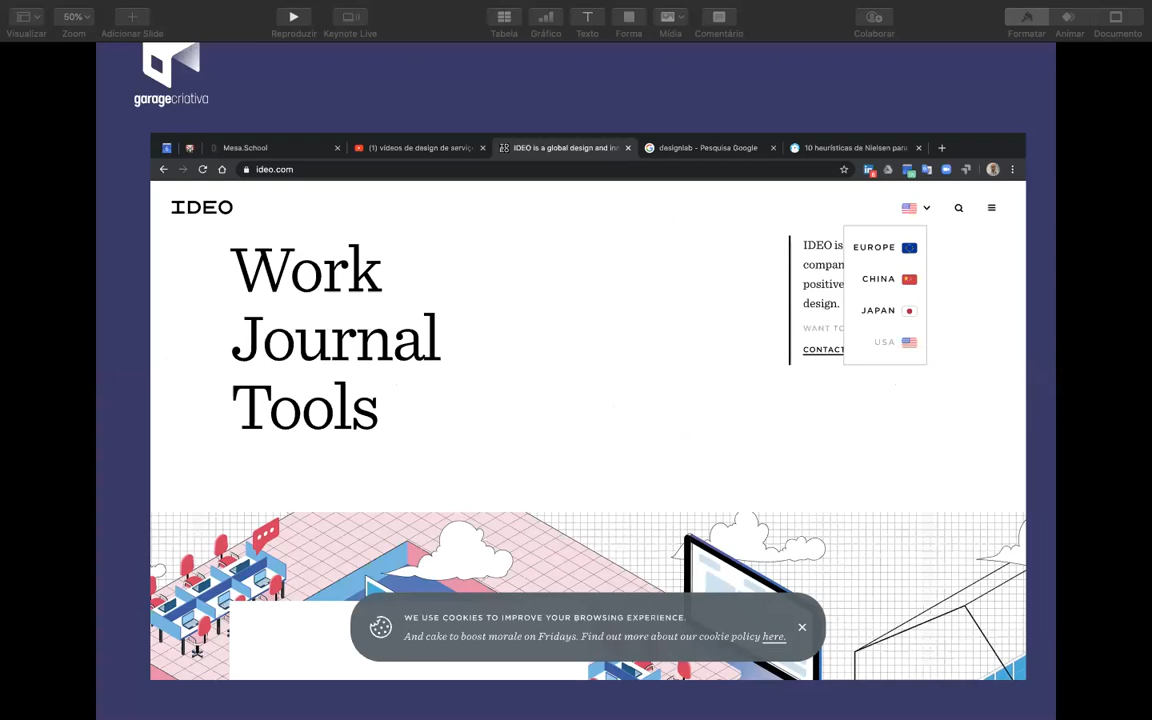 50%
Visualizar
Zoom
Adicionar Slide
Reproduzir
Keynote Live
Tabela
Gráfico
Texto
Forma
Mídia
Comentário
Colaborar
Formatar
Animar
Documento
garagecriativa
Mesa.School
(1) vídeos de design de serviç
IDEO is a global design and inn
designlab - Pesquisa Google
10 heurísticas de Nielsen para
ideo.com
IDEO
Work
Journal
Tools
IDEO is
compan
positive
design.
WANT TO
CONTACT
EUROPE
CHINA
JAPAN
USA
WE USE COOKIES TO IMPROVE YOUR BROWSING EXPERIENCE.
And cake to boost morale on Fridays. Find out more about our cookie policy here.